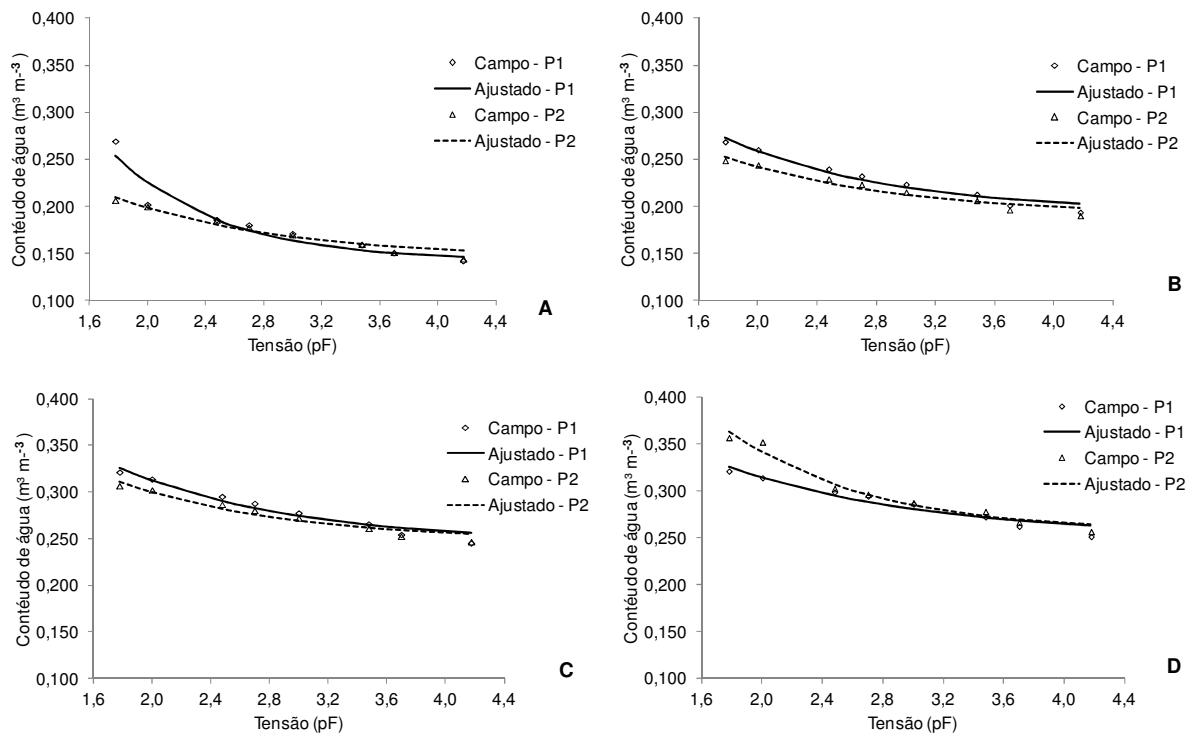 0,400
0,350
0,300
0,250
0,200
0,150
0,100
1,6 2,0 2,4 2,8 3,2 3,6 4,0 4,4
Contéudo de água (m³ m-³)
Tensão (pF)
Campo - P1
Ajustado - P1
Campo - P2
Ajustado - P2
A
0,400
0,350
0,300
0,250
0,200
0,150
0,100
1,6 2,0 2,4 2,8 3,2 3,6 4,0 4,4
Contéudo de água (m³ m-³)
Tensão (pF)
Campo - P1
Ajustado - P1
Campo - P2
Ajustado - P2
B
0,400
0,350
0,300
0,250
0,200
0,150
0,100
1,6 2,0 2,4 2,8 3,2 3,6 4,0 4,4
Contéudo de água (m³ m-³)
Tensão (pF)
Campo - P1
Ajustado - P1
Campo - P2
Ajustado - P2
C
0,400
0,350
0,300
0,250
0,200
0,150
0,100
1,6 2,0 2,4 2,8 3,2 3,6 4,0 4,4
Contéudo de água (m³ m-³)
Tensão (pF)
Campo - P1
Ajustado - P1
Campo - P2
Ajustado - P2
D